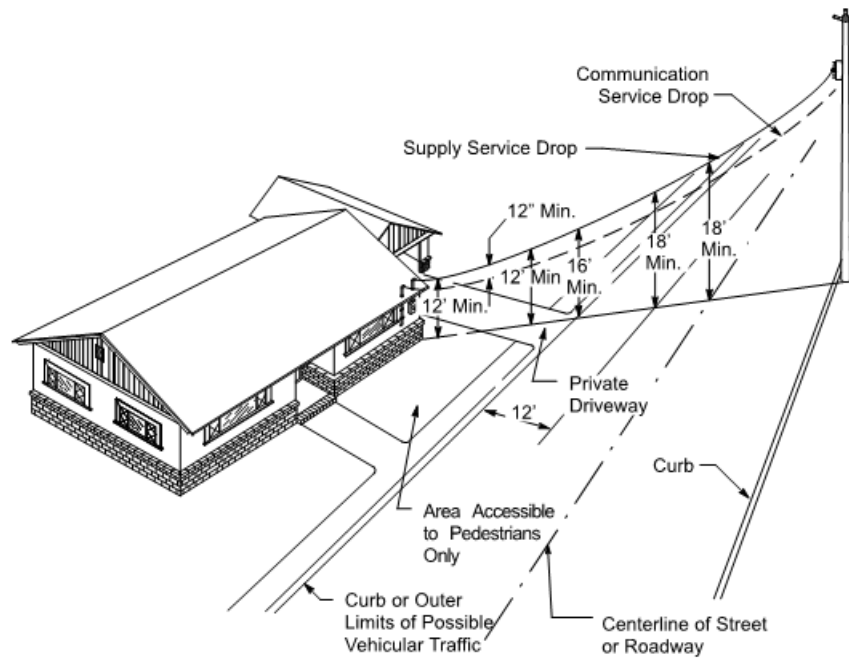 Communication
Service Drop
Supply Service Drop
12" Min.
12' Min.
12' Min
16'
Min.
18'
Min.
18'
Min.
Private
Driveway
12'
Curb
Area Accessible
to Pedestrians
Only
Curb or Outer
Limits of Possible
Vehicular Traffic
Centerline of Street
or Roadway